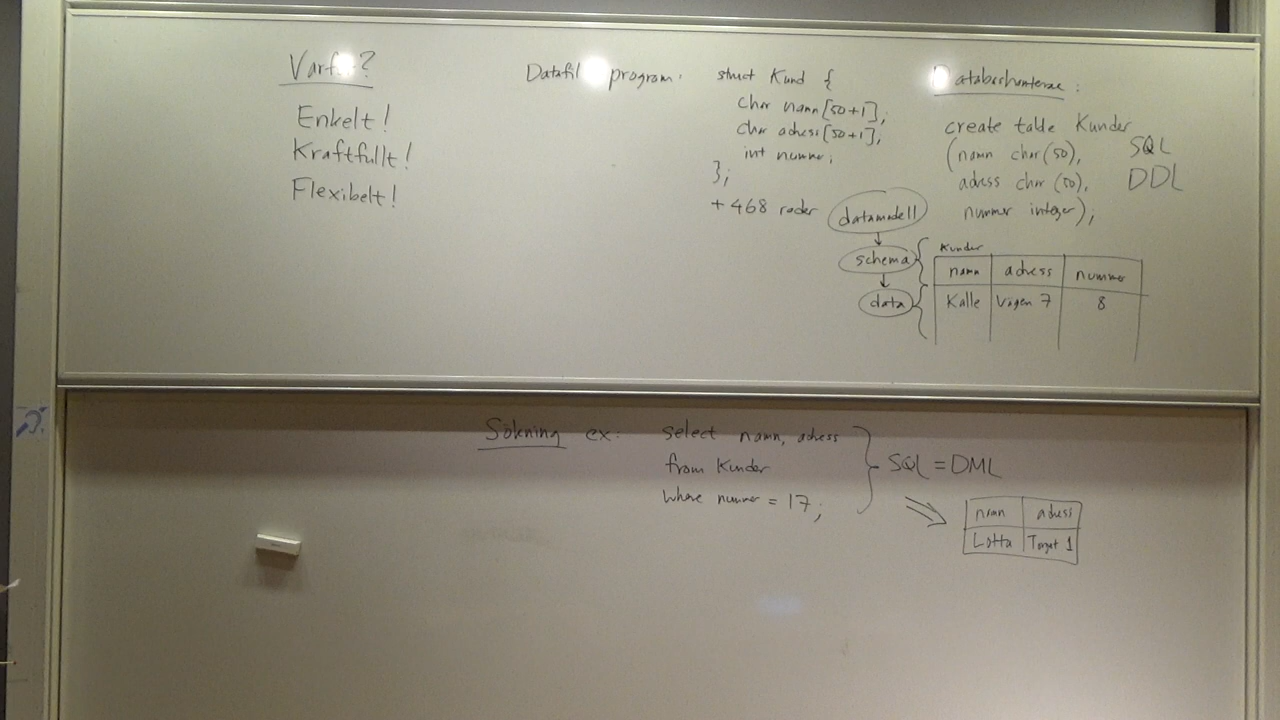 Varför?
Enkelt!
Kraftfullt!
Flexibelt!
Datafil program:
struct Kund {
char namn[50+1];
char adress[50+1];
int nummer;
};
+ 468 rader
Databashanterare:
create table Kunder
(namn char(50),
adress char(50),
nummer integer);
SQL
DDL
datamodell
schema
data
Kunder
namn adress nummer
Kalle Vägen 7 8
Sökning ex:
select namn, adress
from Kunder
where nummer = 17;
SQL = DML
namn adress
Lotta Torget 1